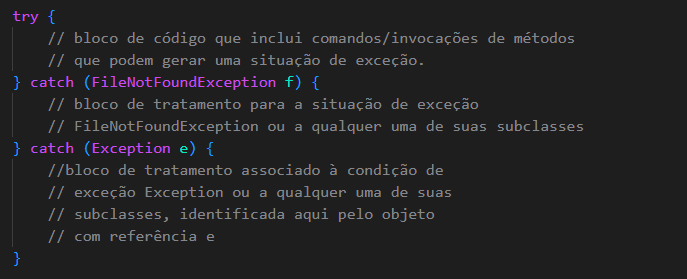 try {
// bloco de código que inclui comandos/invocações de métodos
// que podem gerar uma situação de exceção.
} catch (FileNotFoundException f) {
// bloco de tratamento para a situação de exceção
// FileNotFoundException ou a qualquer uma de suas subclasses
} catch (Exception e) {
//bloco de tratamento associado à condição de
// exceção Exception ou a qualquer uma de suas
// subclasses, identificada aqui pelo objeto
// com referência e
}